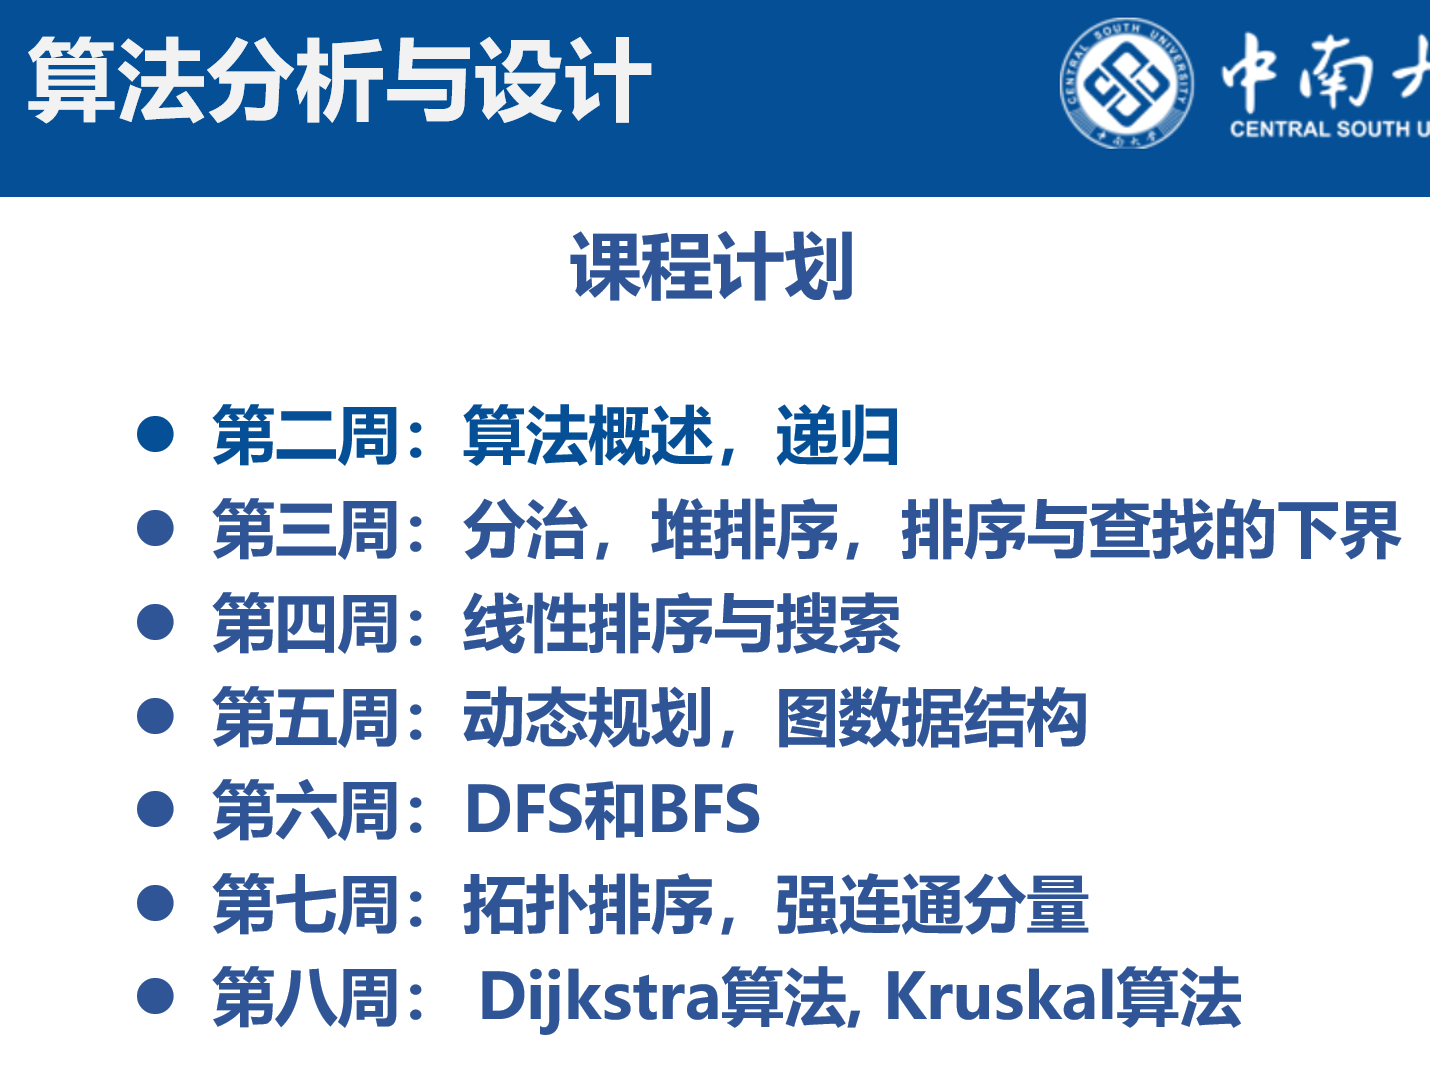 算法分析与设计
CENTRAL SOUTH UNIVERSITY
中南大学
中南大
CENTRAL SOUTH U
课程计划
● 第二周：算法概述，递归
● 第三周：分治，堆排序，排序与查找的下界
● 第四周：线性排序与搜索
● 第五周：动态规划，图数据结构
● 第六周：DFS和BFS
● 第七周：拓扑排序，强连通分量
● 第八周： Dijkstra算法, Kruskal算法